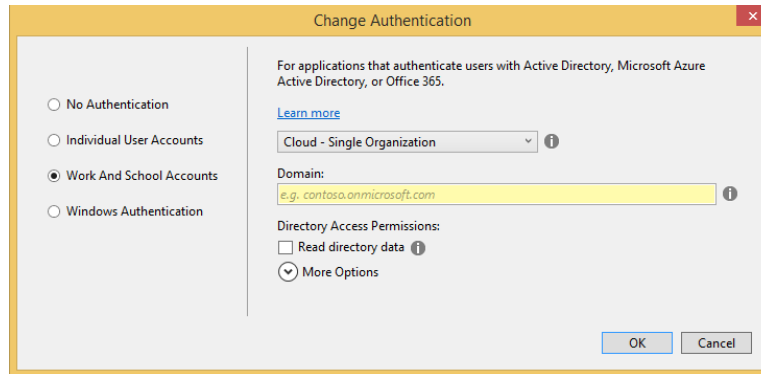 Change Authentication
x
For applications that authenticate users with Active Directory, Microsoft Azure
Active Directory, or Office 365.
No Authentication
Individual User Accounts
Work And School Accounts
Windows Authentication
Learn more
Cloud - Single Organization
Domain:
e.g. contoso.onmicrosoft.com
Directory Access Permissions:
Read directory data
More Options
OK Cancel